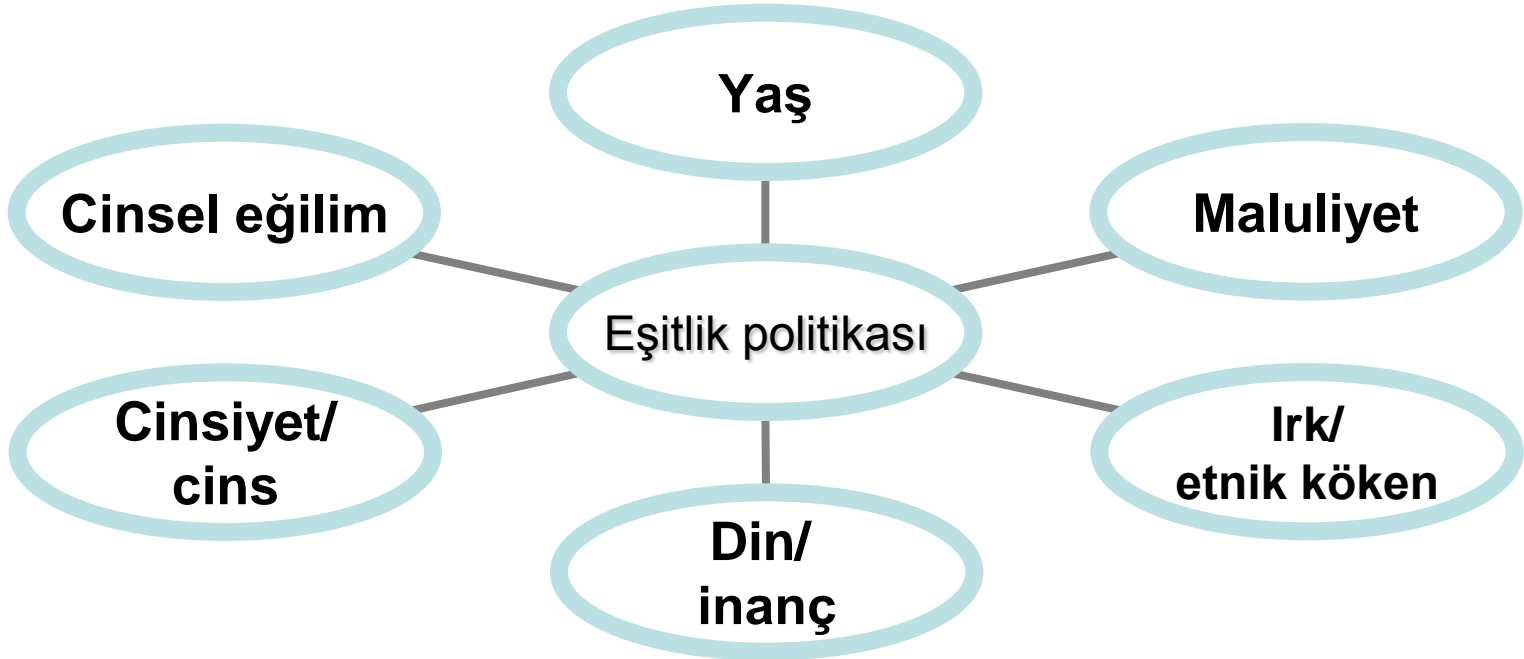 Yaş
Cinsel eğilim
Maluliyet
Eşitlik politikası
Cinsiyet/
cins
Irk/
etnik köken
Din/
inanç